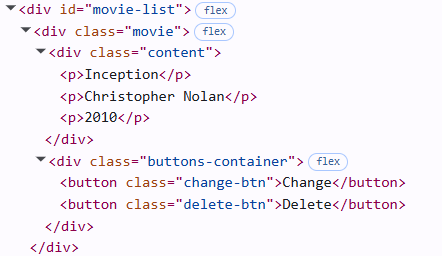 <div id="movie-list"> flex
<div class="movie"> flex
<div class="content">
<p>Inception</p>
<p>Christopher Nolan</p>
<p>2010</p>
</div>
<div class="buttons-container"> flex
<button class="change-btn">Change</button>
<button class="delete-btn">Delete</button>
</div>
</div>